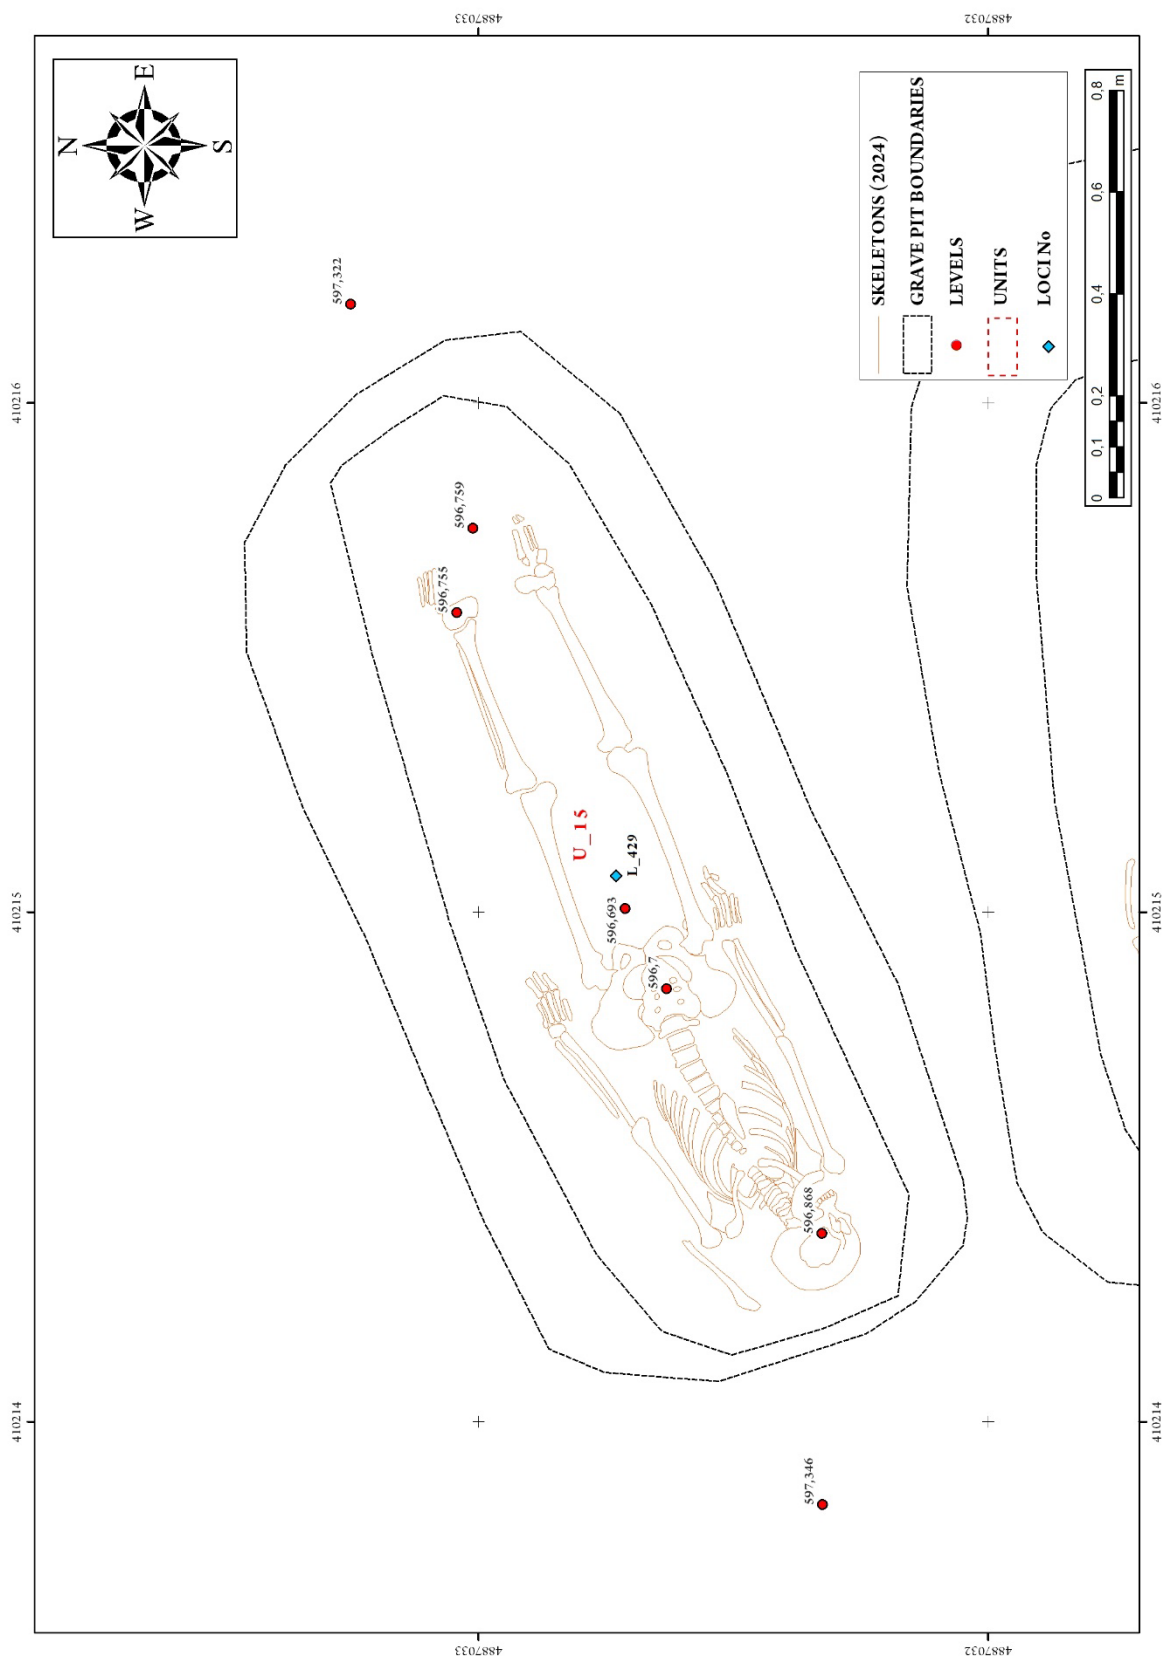 4887033
4887032
N
W
E
S
597,322
410216
410216
SKELETONS (2024)
GRAVE PIT BOUNDARIES
LEVELS
UNITS
LOCI No
0
0,1
0,2
0,4
0,6
0,8
m
596,759
596,755
U_15
L_429
410215
410215
596,693
596,7
596,868
410214
410214
597,346
4887033
4887032